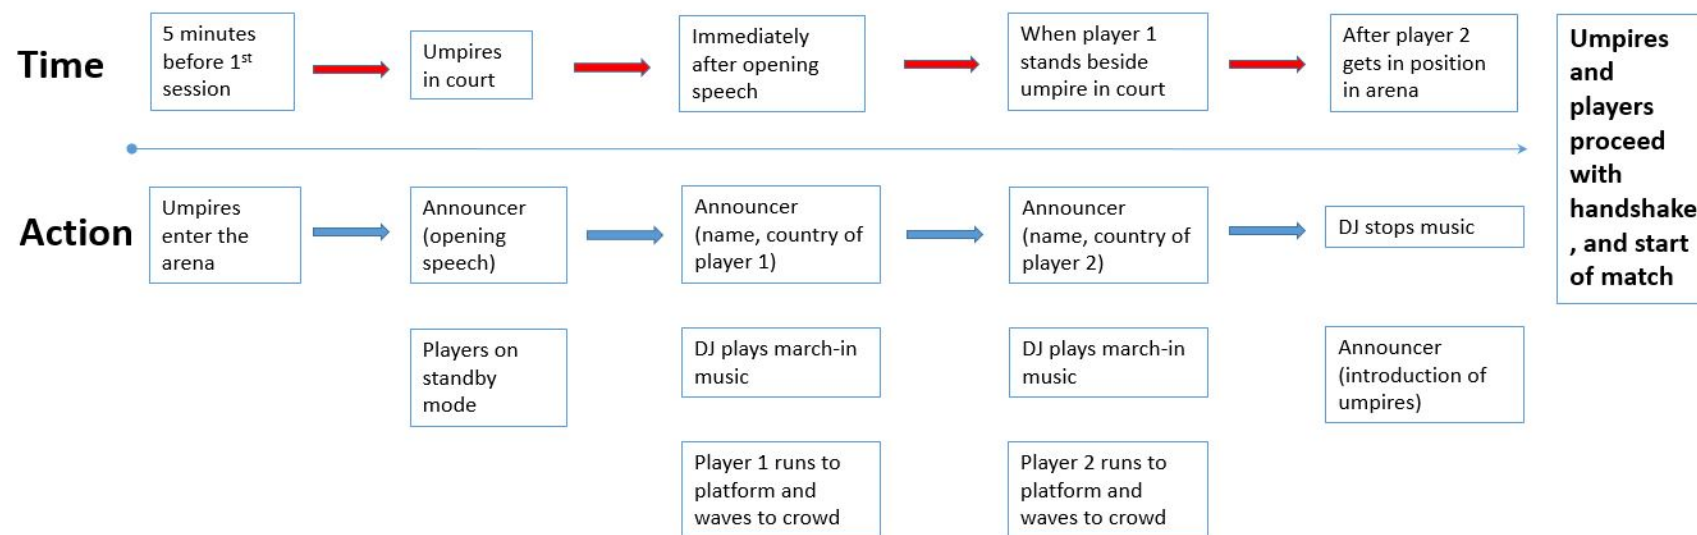 Time
5 minutes
before 1st
session
Umpires
in court
Immediately
after opening
speech
When player 1
stands beside
umpire in court
After player 2
gets in position
in arena
Umpires
and
players
proceed
with
handshake
, and start
of match
Action
Umpires
enter the
arena
Announcer
(opening
speech)
Announcer
(name, country of
player 1)
Announcer
(name, country of
player 2)
DJ stops music
Players on
standby
mode
DJ plays march-in
music
DJ plays march-in
music
Announcer
(introduction of
umpires)
Player 1 runs to
platform and
waves to crowd
Player 2 runs to
platform and
waves to crowd